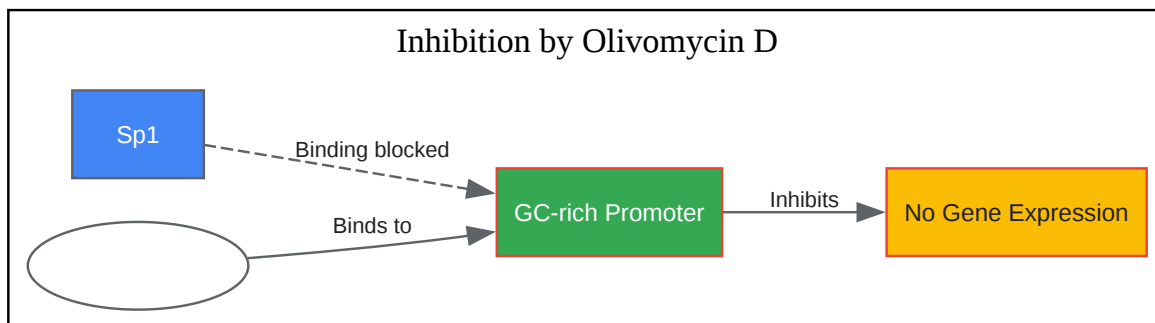 Inhibition by Olivomycin D
Sp1
Binding blocked
GC-rich Promoter
Inhibits
No Gene Expression
Binds to